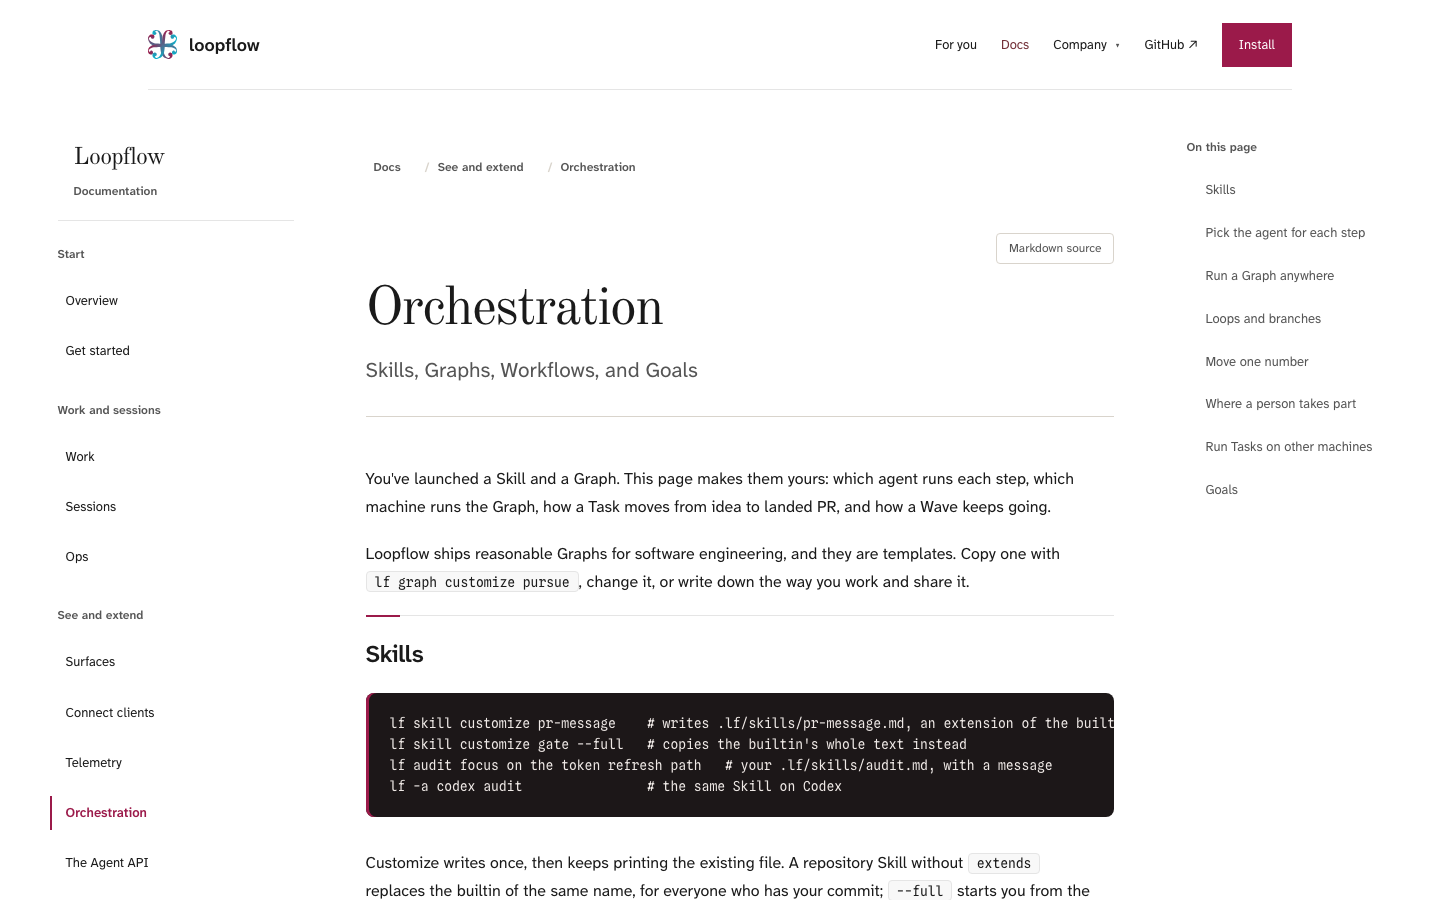 loopflow
For you
Docs
Company
GitHub ↗
Install
Loopflow
Documentation
Start
Overview
Get started
Work and sessions
Work
Sessions
Ops
See and extend
Surfaces
Connect clients
Telemetry
Orchestration
The Agent API
Docs / See and extend / Orchestration
Markdown source
Orchestration
Skills, Graphs, Workflows, and Goals
You've launched a Skill and a Graph. This page makes them yours: which agent runs each step, which
machine runs the Graph, how a Task moves from idea to landed PR, and how a Wave keeps going.
Loopflow ships reasonable Graphs for software engineering, and they are templates. Copy one with
lf graph customize pursue, change it, or write down the way you work and share it.
Skills
lf skill customize pr-message    # writes .lf/skills/pr-message.md, an extension of the built
lf skill customize gate --full   # copies the builtin's whole text instead
lf audit focus on the token refresh path   # your .lf/skills/audit.md, with a message
lf -a codex audit                # the same Skill on Codex
Customize writes once, then keeps printing the existing file. A repository Skill without extends
replaces the builtin of the same name, for everyone who has your commit; --full starts you from the
On this page
Skills
Pick the agent for each step
Run a Graph anywhere
Loops and branches
Move one number
Where a person takes part
Run Tasks on other machines
Goals